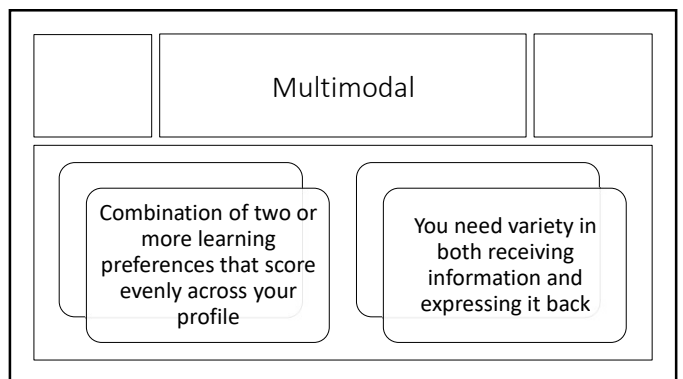 Multimodal
Combination of two or
more learning
preferences that score
evenly across your
profile
You need variety in
both receiving
information and
expressing it back